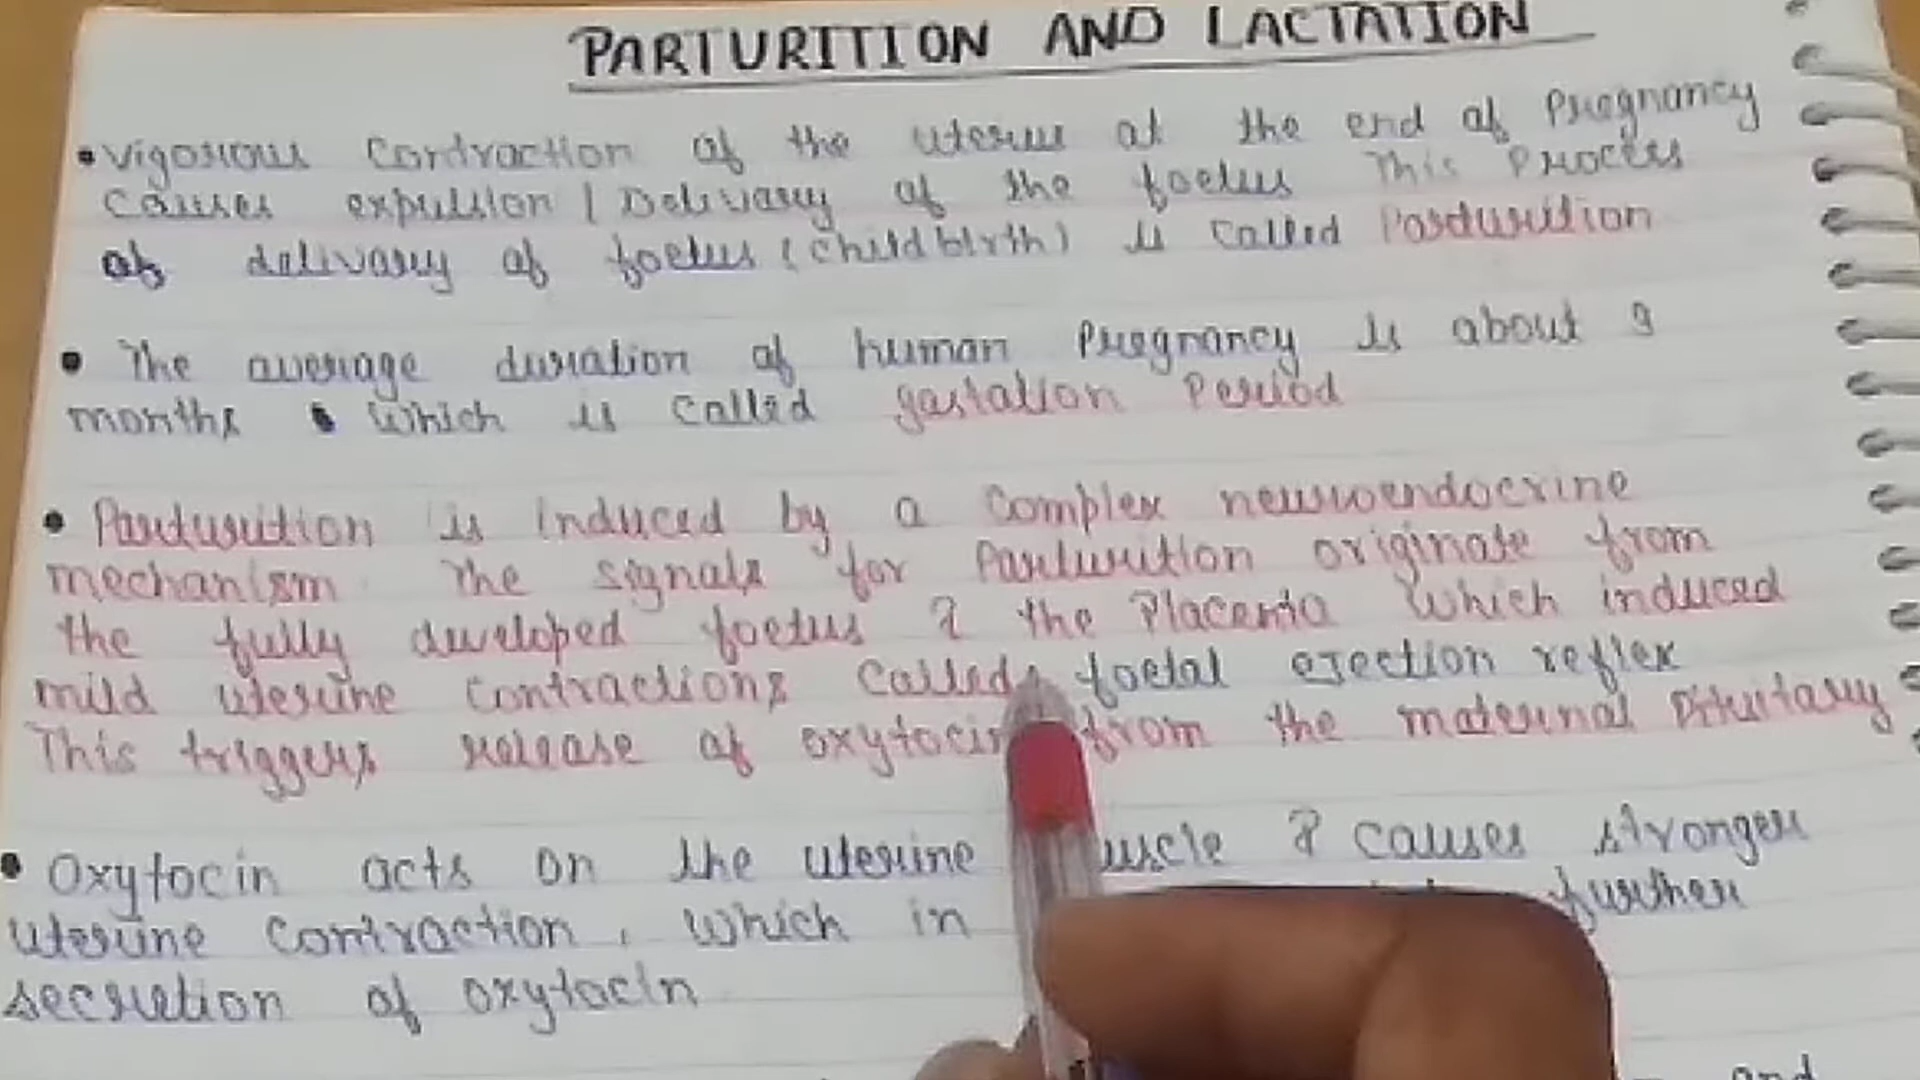 PARTURITION AND LACTATION
• Vigorous Contraction of the uterus at the end of Pregnancy
Causes expulsion / Delivary of the foetus This Process
of delivary of foetus (childbirth) is called Parturition
• The average duration of human Pregnancy is about 9
months which is called gastation Period
• Parturition is induced by a complex neuroendocrine
mechanism The signals for Parturition originate from
the fully developed foetus & the Placenta which induced
mild uterine contractions Called foetal ejection reflex
This triggers release of oxytocin from the maternal Pituitary
• Oxytocin acts on the uterine & causes stronger
uterine Contraction, which in further
secretion of oxytocin
and